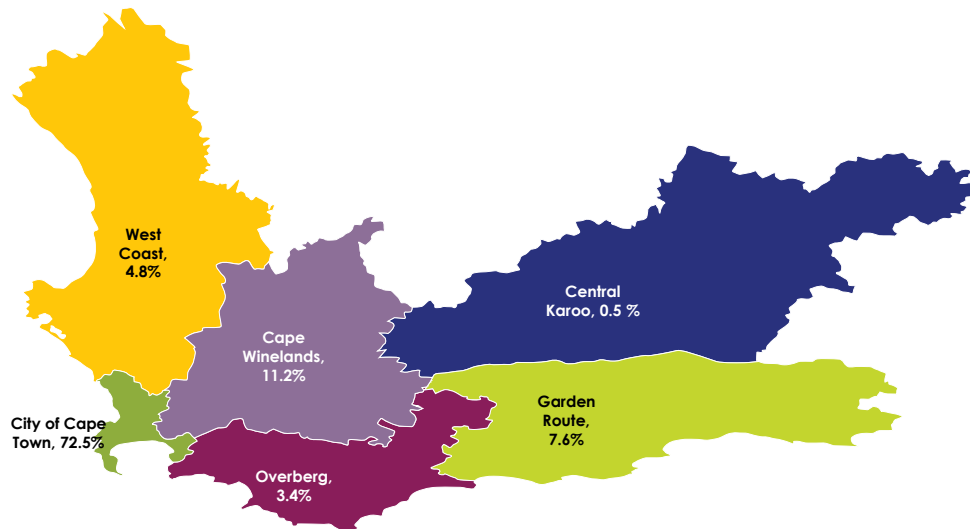 West
Coast,
4.8%
Central
Karoo, 0.5 %
Cape
Winelands,
11.2%
Garden
Route,
7.6%
City of Cape
Town, 72.5%
Overberg,
3.4%